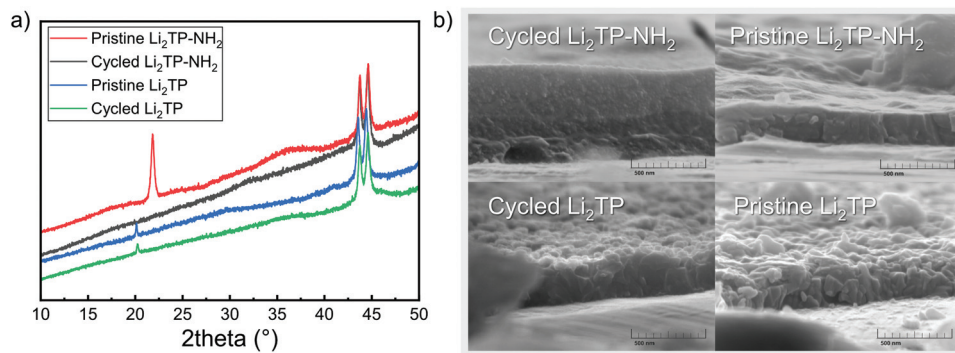 a)
Pristine Li₂TP-NH₂
Cycled Li₂TP-NH₂
Pristine Li₂TP
Cycled Li₂TP
10 15 20 25 30 35 40 45 50
2theta (°)
b)
Cycled Li₂TP-NH₂
Pristine Li₂TP-NH₂
500 nm
500 nm
Cycled Li₂TP
Pristine Li₂TP
500 nm
500 nm